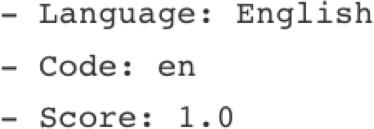 - Language: English
- Code: en
- Score: 1.0